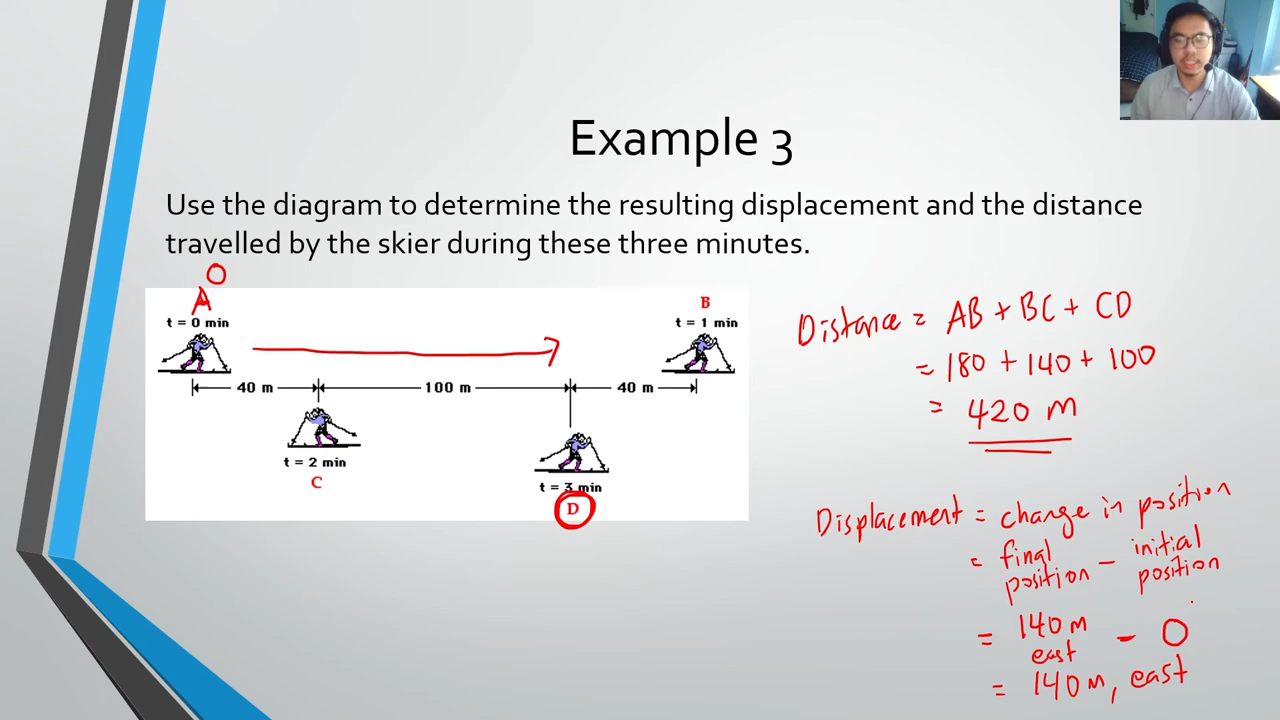 Example 3
Use the diagram to determine the resulting displacement and the distance
travelled by the skier during these three minutes.
O
A
B
t = 0 min
t = 1 min
40 m
100 m
40 m
t = 2 min
C
t = 3 min
D
Distance = AB + BC + CD
= 180 + 140 + 100
= 420 m
Displacement = change in position
= final position - initial position
= 140 m east - O
= 140 m, east